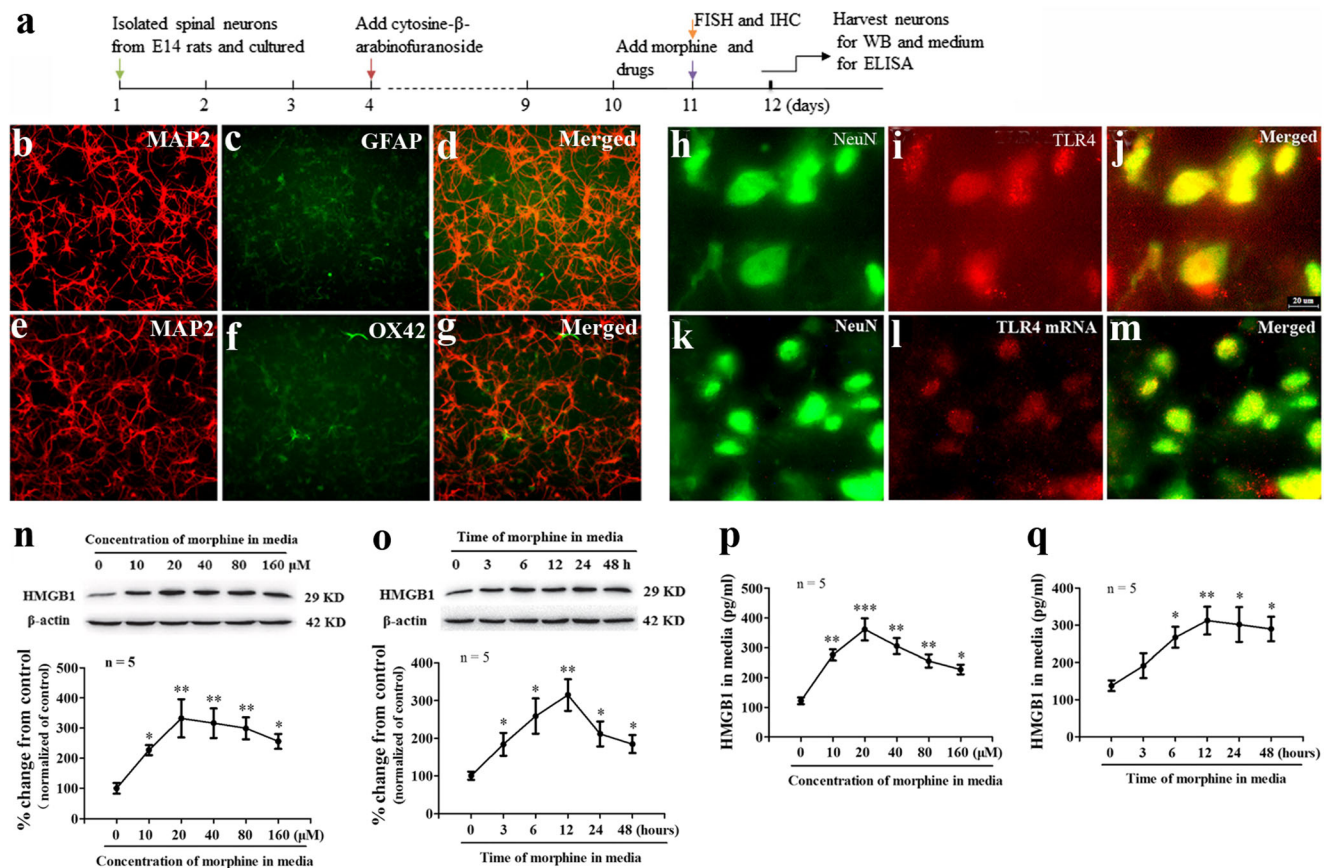 a
Isolated spinal neurons
from E14 rats and cultured
Add cytosine-β-
arabinofuranoside
FISH and IHC
Add morphine and
drugs
Harvest neurons
for WB and medium
for ELISA
1 2 3 4 9 10 11 12 (days)
b MAP2
c GFAP
d Merged
e MAP2
f OX42
g Merged
h NeuN
i TLR4
j Merged
20 um
k NeuN
l TLR4 mRNA
m Merged
n
Concentration of morphine in media
0 10 20 40 80 160 μM
HMGB1 29 KD
β-actin 42 KD
% change from control
( normalized of control)
n = 5
500
400
300
200
100
0
* ** ** ** *
0 10 20 40 80 160 (μM)
Concentration of morphine in media
o
Time of morphine in media
0 3 6 12 24 48 h
HMGB1 29 KD
β-actin 42 KD
% change from control
(normalized of control)
n = 5
400
300
200
100
0
* * ** * *
0 3 6 12 24 48 (hours)
Time of morphine in media
p
HMGB1 in media (pg/ml)
n = 5
500
400
300
200
100
0
** *** ** ** *
0 10 20 40 80 160 (μM)
Concentration of morphine in media
q
HMGB1 in media (pg/ml)
n = 5
400
300
200
100
0
* ** * *
0 3 6 12 24 48 (hours)
Time of morphine in media